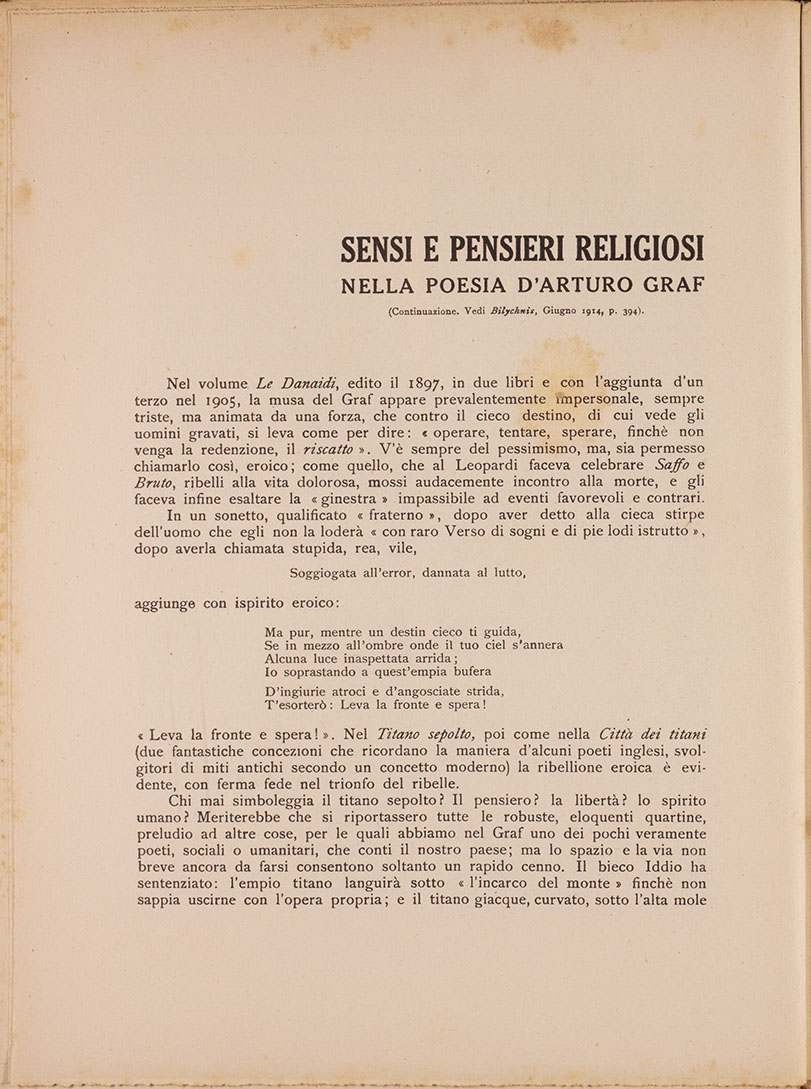 SENSI E PENSIERI RELIGIOSI
NELLA POESIA D'ARTURO GRAF
(Continuazione. Vedi Bilychnis, Giugno 1914, p. 394).
Nel volume Le Danaidi, edito il 1897, in due libri e con l'aggiunta d'un
terzo nel 1905, la musa del Graf appare prevalentemente impersonale, sempre
triste, ma animata da una forza, che contro il cieco destino, di cui vede gli
uomini gravati, si leva come per dire: « operare, tentare, sperare, finchè non
venga la redenzione, il riscatto ». V'è sempre del pessimismo, ma, sia permesso
chiamarlo così, eroico; come quello, che al Leopardi faceva celebrare Saffo e
Bruto, ribelli alla vita dolorosa, mossi audacemente incontro alla morte, e gli
faceva infine esaltare la « ginestra » impassibile ad eventi favorevoli e contrari.
In un sonetto, qualificato « fraterno », dopo aver detto alla cieca stirpe
dell'uomo che egli non la loderà « con raro Verso di sogni e di pie lodi istrutto »,
dopo averla chiamata stupida, rea, vile,
Soggiogata all'error, dannata al lutto,
aggiunge con ispirito eroico:
Ma pur, mentre un destin cieco ti guida,
Se in mezzo all'ombre onde il tuo ciel s'annera
Alcuna luce inaspettata arrida;
Io soprastando a quest'empia bufera
D'ingiurie atroci e d'angosciate strida,
T'esorterò: Leva la fronte e spera!
« Leva la fronte e spera! ». Nel Titano sepolto, poi come nella Città dei titani
(due fantastiche concezioni che ricordano la maniera d'alcuni poeti inglesi, svol-
gitori di miti antichi secondo un concetto moderno) la ribellione eroica è evi-
dente, con ferma fede nel trionfo del ribelle.
Chi mai simboleggia il titano sepolto? Il pensiero? la libertà? lo spirito
umano? Meriterebbe che si riportassero tutte le robuste, eloquenti quartine,
preludio ad altre cose, per le quali abbiamo nel Graf uno dei pochi veramente
poeti, sociali o umanitari, che conti il nostro paese; ma lo spazio e la via non
breve ancora da farsi consentono soltanto un rapido cenno. Il bieco Iddio ha
sentenziato: l'empio titano languirà sotto « l'incarco del monte » finchè non
sappia uscirne con l'opera propria; e il titano giacque, curvato, sotto l'alta mole